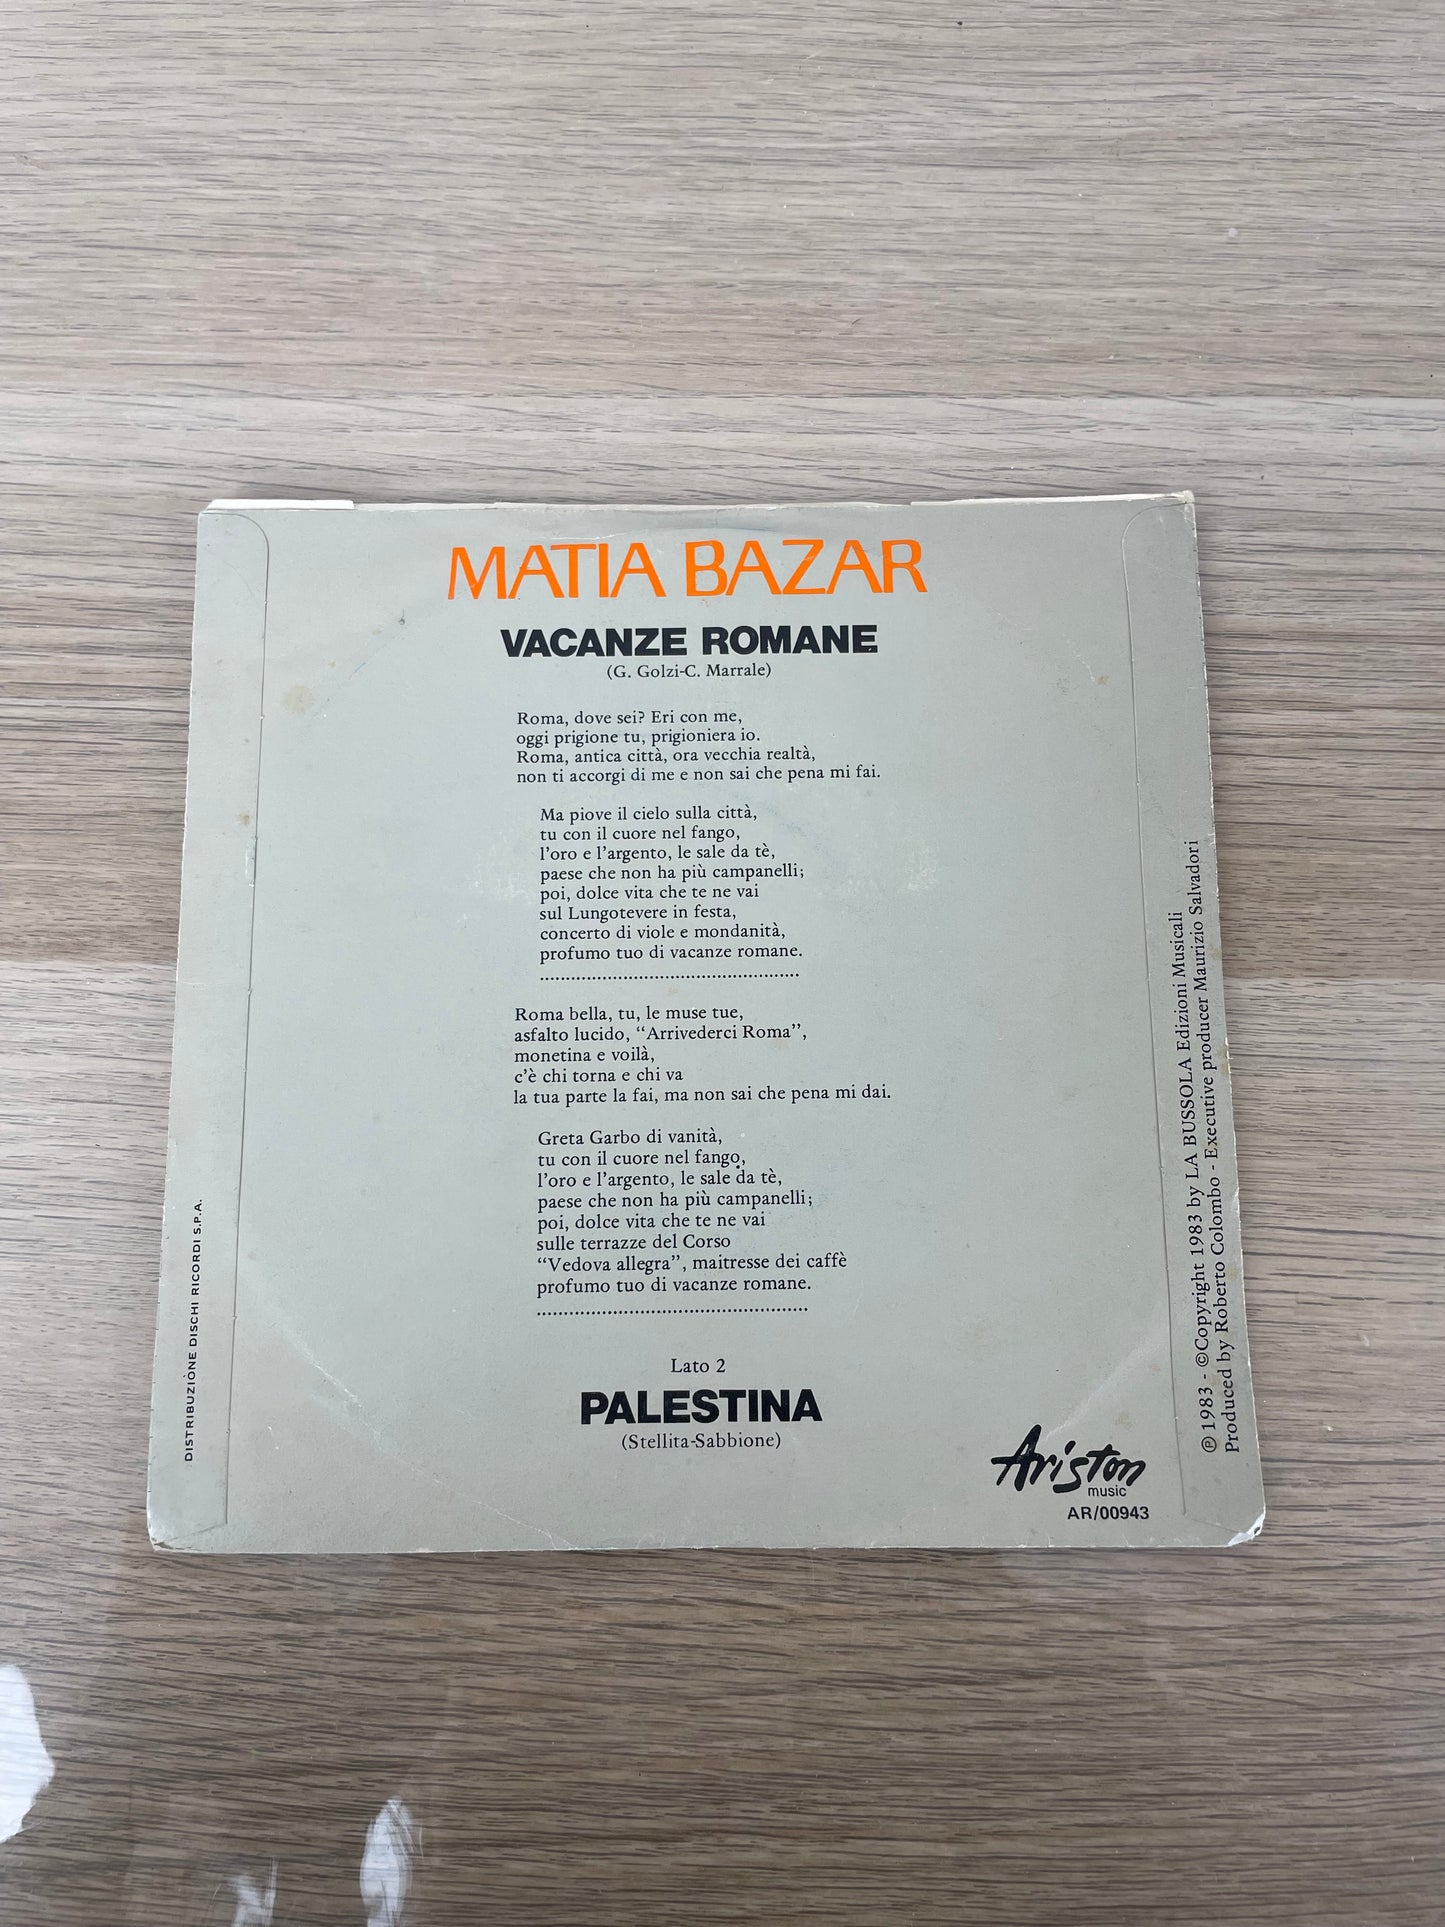 MATIA BAZAR
VACANZE ROMANE
(G. Golzi-C. Marrale)
Roma, dove sei? Eri con me,
oggi prigione tu, prigioniera io.
Roma, antica città, ora vecchia realtà,
non ti accorgi di me e non sai che pena mi fai.
Ma piove il cielo sulla città,
tu con il cuore nel fango,
l'oro e l'argento, le sale da tè,
paese che non ha più campanelli;
poi, dolce vita che te ne vai
sul Lungotevere in festa,
concerto di viole e mondanità,
profumo tuo di vacanze romane.
....................................................
Roma bella, tu, le muse tue,
asfalto lucido, “Arrivederci Roma”,
monetina e voilà,
c'è chi torna e chi va
la tua parte la fai, ma non sai che pena mi dai.
Greta Garbo di vanità,
tu con il cuore nel fango,
l'oro e l'argento, le sale da tè,
paese che non ha più campanelli;
poi, dolce vita che te ne vai
sulle terrazze del Corso
“Vedova allegra”, maitresse dei caffè
profumo tuo di vacanze romane.
......................................................
Lato 2
PALESTINA
(Stellita-Sabbione)
Ariston
music
AR/00943
DISTRIBUZIONE DISCHI RICORDI S.P.A.
℗ 1983 - ©Copyright 1983 by LA BUSSOLA Edizioni Musicali
Produced by Roberto Colombo - Executive producer Maurizio Salvadori